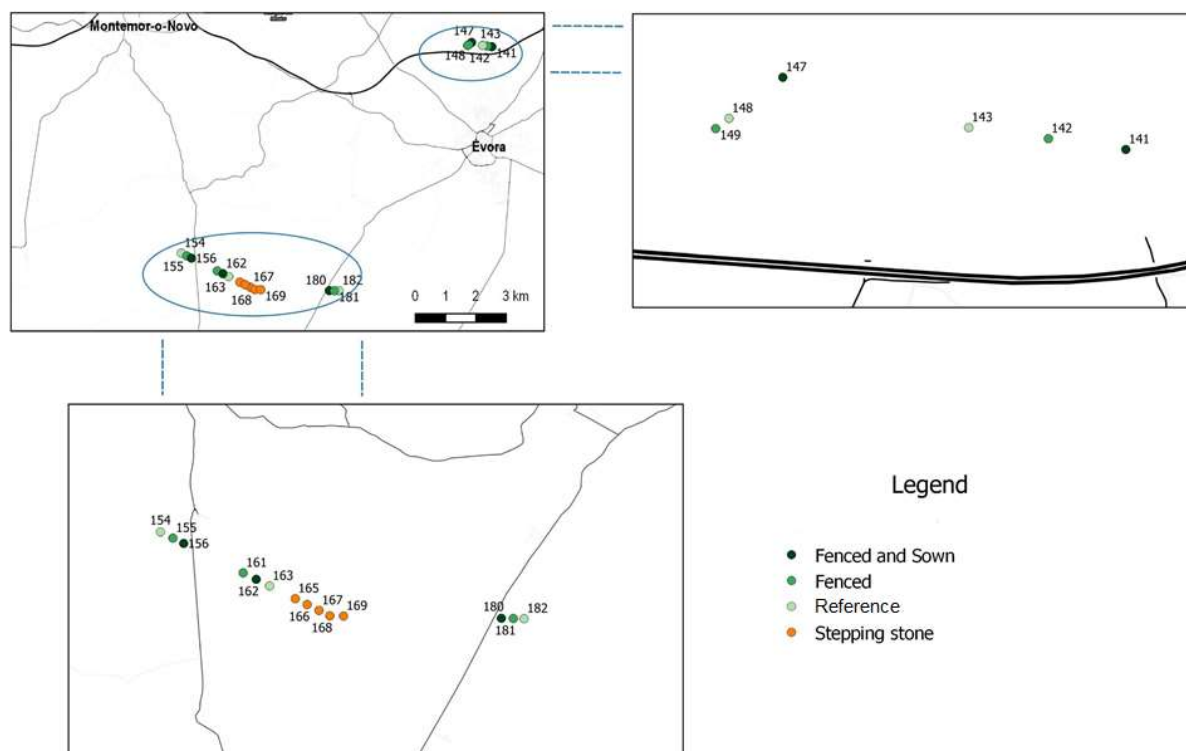 Montemor-o-Novo
147 143
148 142 141
Évora
154
156 162
155
163 167
168 169
180 182
181
0 1 2 3 km
147
148
149
143
142
141
154
155
156
161
163
162
165
167 169
166
168
180 182
181
Legend
Fenced and Sown
Fenced
Reference
Stepping stone